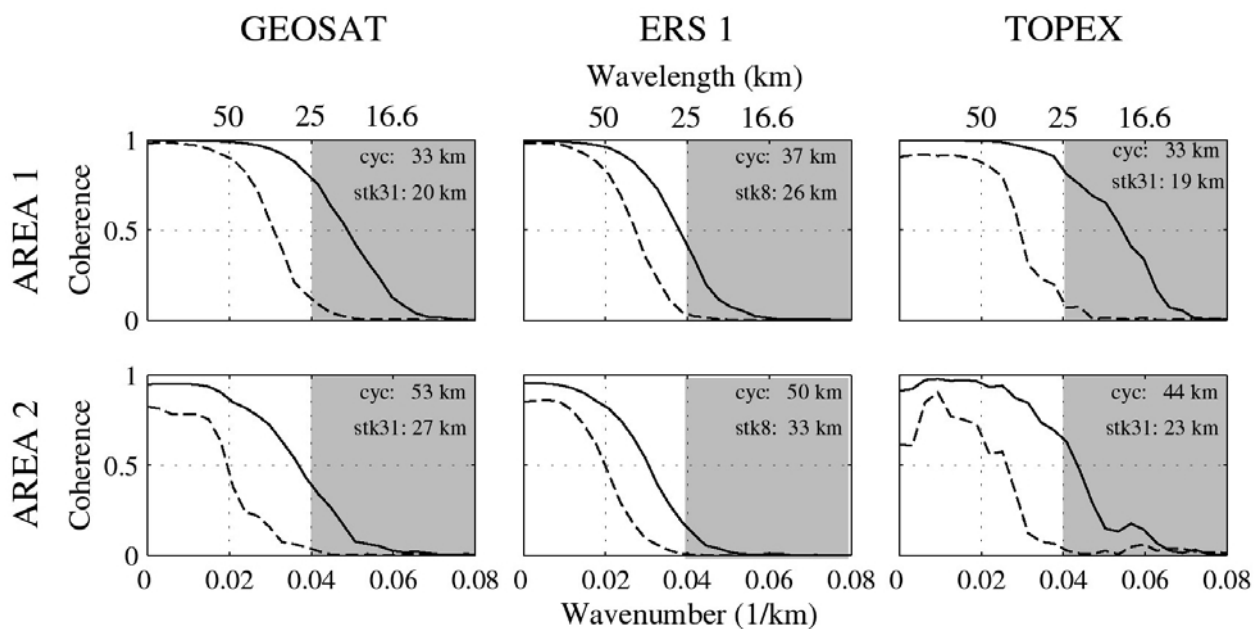 GEOSAT ERS 1 TOPEX
Wavelength (km)
50 25 16.6 50 25 16.6 50 25 16.6
AREA 1
Coherence
1
0.5
0
cyc: 33 km
stk31: 20 km
cyc: 37 km
stk8: 26 km
cyc: 33 km
stk31: 19 km
AREA 2
Coherence
1
0.5
0
cyc: 53 km
stk31: 27 km
cyc: 50 km
stk8: 33 km
cyc: 44 km
stk31: 23 km
0 0.02 0.04 0.06 0.08 0 0.02 0.04 0.06 0.08 0 0.02 0.04 0.06 0.08
Wavenumber (1/km)